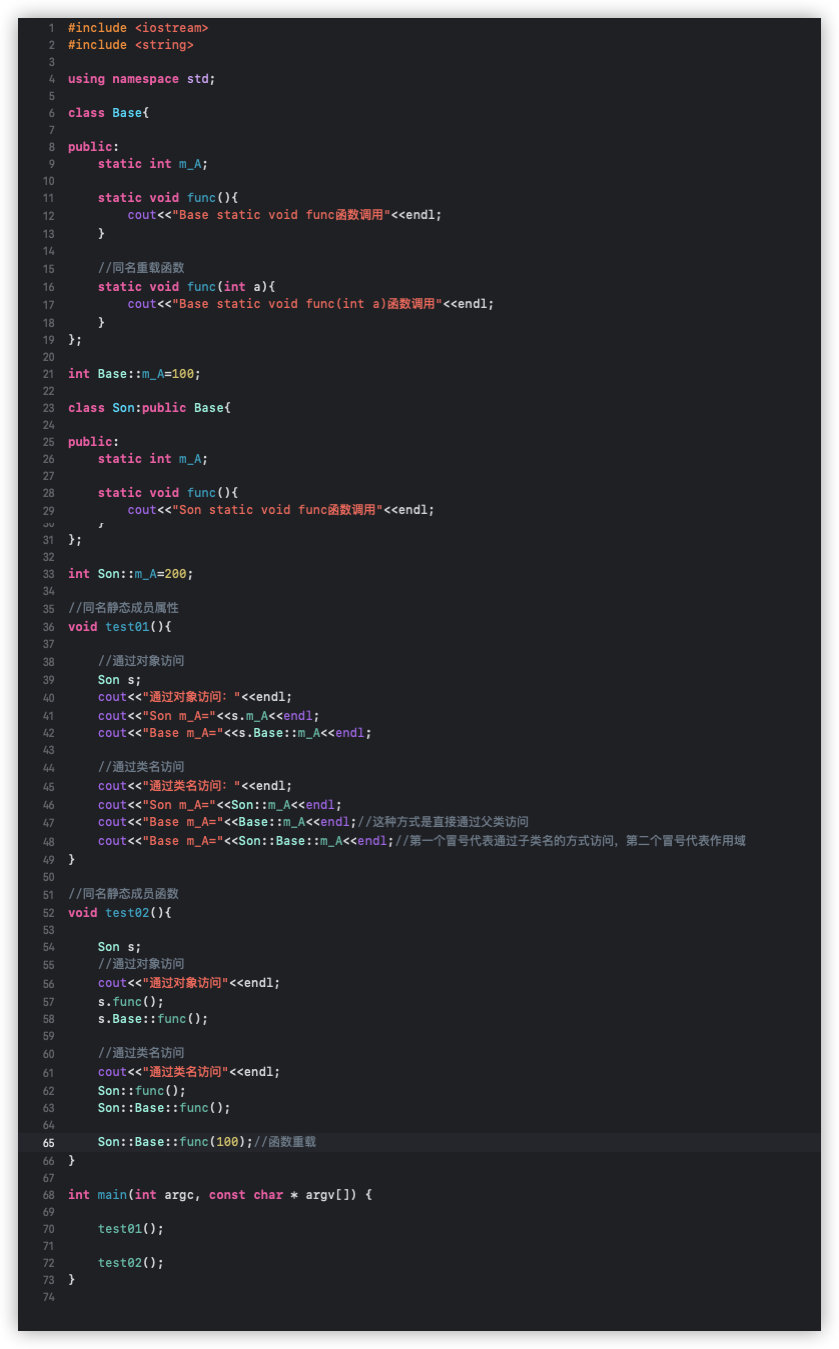 1 #include <iostream>
2 #include <string>
3
4 using namespace std;
5
6 class Base{
7
8 public:
9     static int m_A;
10
11     static void func(){
12         cout<<"Base static void func函数调用"<<endl;
13     }
14
15     //同名重载函数
16     static void func(int a){
17         cout<<"Base static void func(int a)函数调用"<<endl;
18     }
19 };
20
21 int Base::m_A=100;
22
23 class Son:public Base{
24
25 public:
26     static int m_A;
27
28     static void func(){
29         cout<<"Son static void func函数调用"<<endl;
30     }
31 };
32
33 int Son::m_A=200;
34
35 //同名静态成员属性
36 void test01(){
37
38     //通过对象访问
39     Son s;
40     cout<<"通过对象访问："<<endl;
41     cout<<"Son m_A="<<s.m_A<<endl;
42     cout<<"Base m_A="<<s.Base::m_A<<endl;
43
44     //通过类名访问
45     cout<<"通过类名访问："<<endl;
46     cout<<"Son m_A="<<Son::m_A<<endl;
47     cout<<"Base m_A="<<Base::m_A<<endl;//这种方式是直接通过父类访问
48     cout<<"Base m_A="<<Son::Base::m_A<<endl;//第一个冒号代表通过子类名的方式访问，第二个冒号代表作用域
49 }
50
51 //同名静态成员函数
52 void test02(){
53
54     Son s;
55     //通过对象访问
56     cout<<"通过对象访问"<<endl;
57     s.func();
58     s.Base::func();
59
60     //通过类名访问
61     cout<<"通过类名访问"<<endl;
62     Son::func();
63     Son::Base::func();
64
65     Son::Base::func(100);//函数重载
66 }
67
68 int main(int argc, const char * argv[]) {
69
70     test01();
71
72     test02();
73 }
74